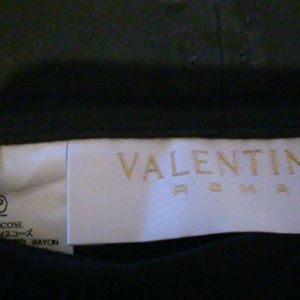 VALENTIN
ROMA
P
COSE
-RAYON